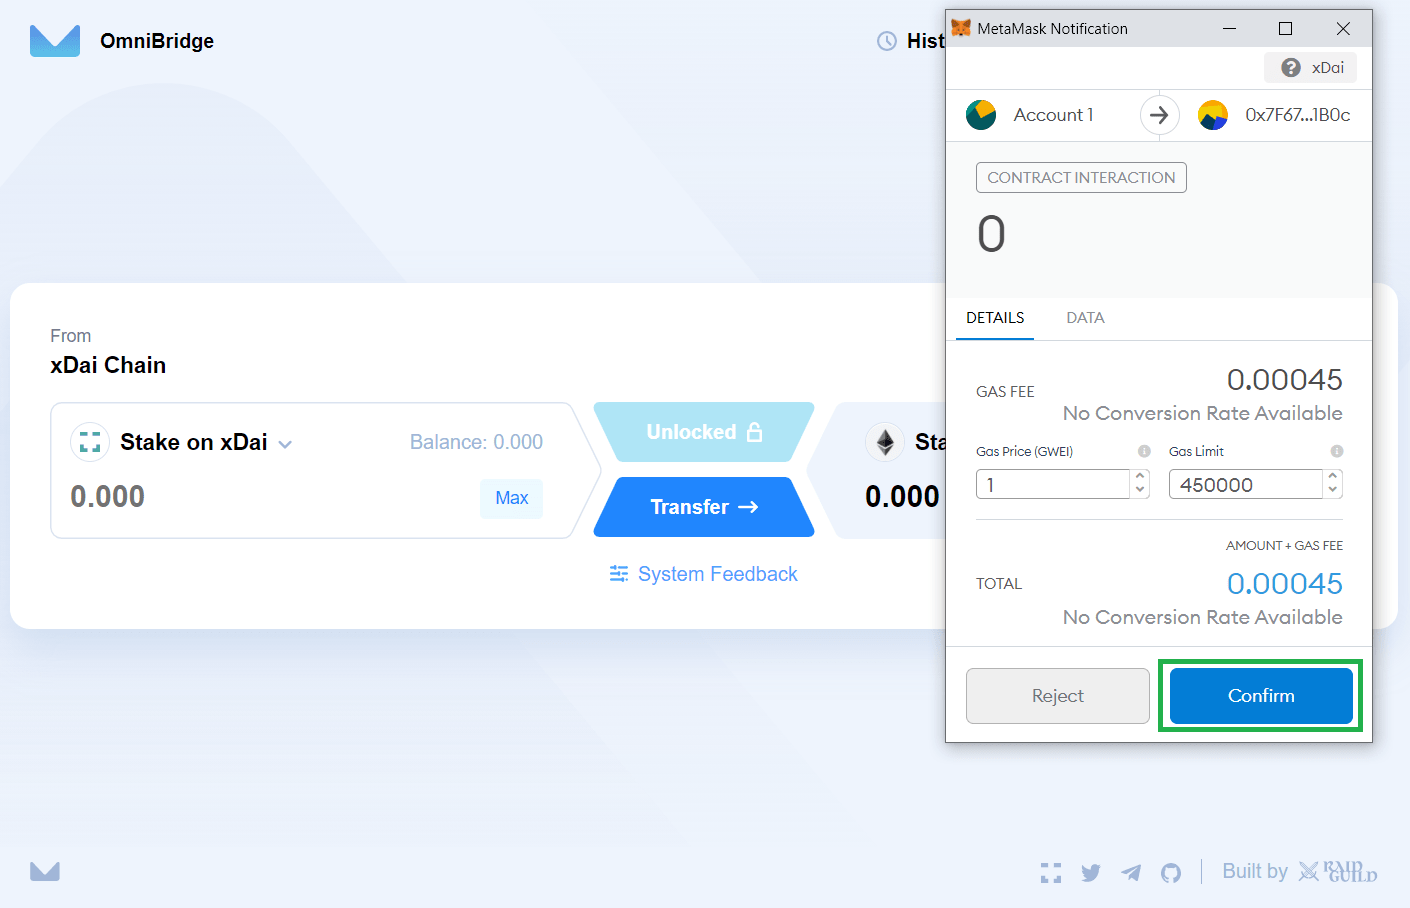 OmniBridge
Hist
From
xDai Chain
Stake on xDai
Balance: 0.000
0.000
Max
Unlocked
Transfer →
System Feedback
Sta
0.000
MetaMask Notification
? xDai
Account 1
0x7F67...1B0c
CONTRACT INTERACTION
0
DETAILS
DATA
GAS FEE
0.00045
No Conversion Rate Available
Gas Price (GWEI)
Gas Limit
1
450000
AMOUNT + GAS FEE
TOTAL
0.00045
No Conversion Rate Available
Reject
Confirm
Built by
RAID
GUILD